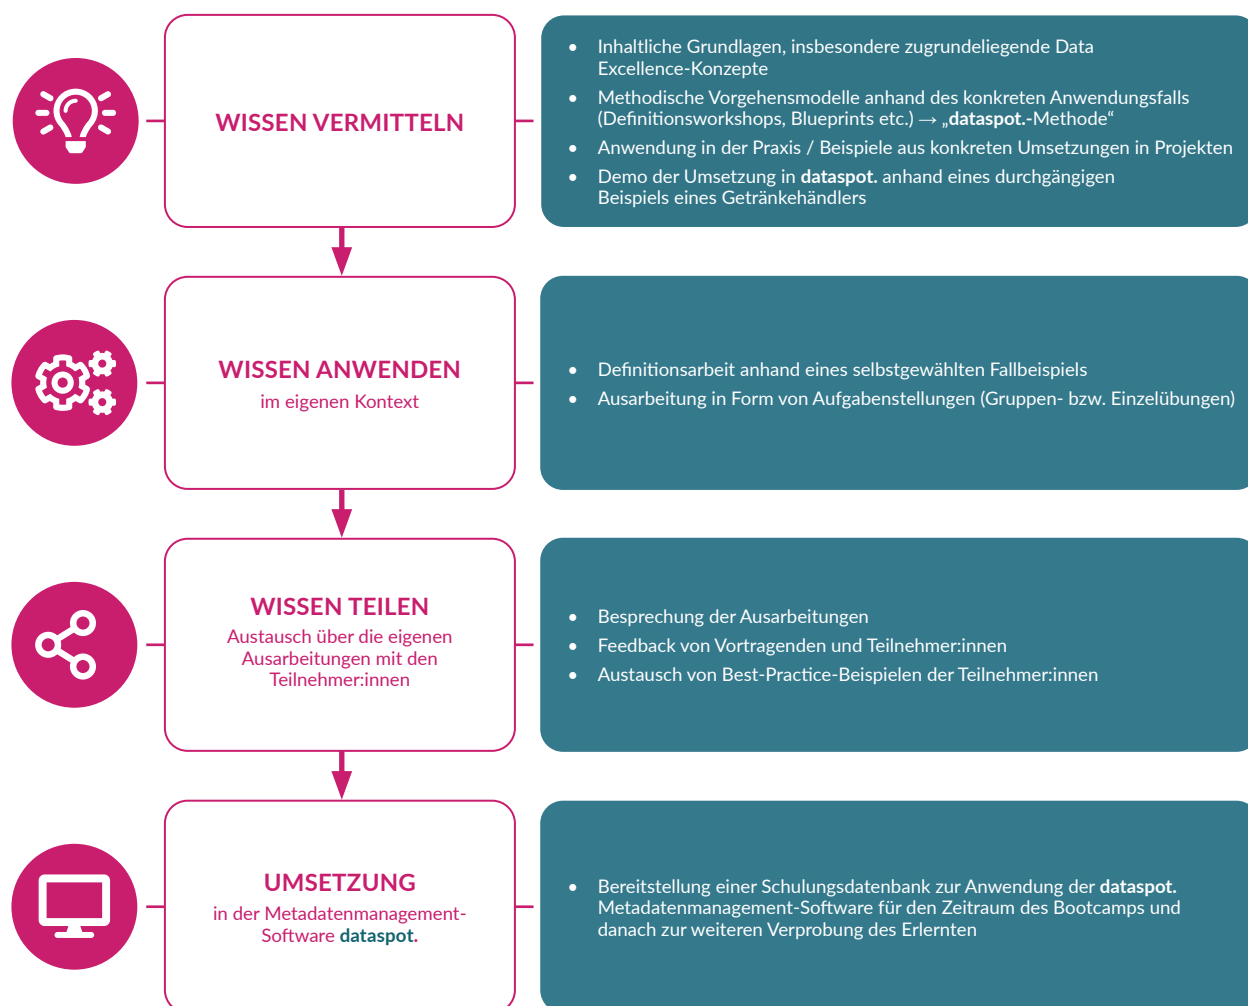 WISSEN VERMITTELN
• Inhaltliche Grundlagen, insbesondere zugrundeliegende Data
Excellence-Konzepte
• Methodische Vorgehensmodelle anhand des konkreten Anwendungsfalls
(Definitionsworkshops, Blueprints etc.) → „dataspot.-Methode“
• Anwendung in der Praxis / Beispiele aus konkreten Umsetzungen in Projekten
• Demo der Umsetzung in dataspot. anhand eines durchgängigen
Beispiels eines Getränkehändlers
WISSEN ANWENDEN
im eigenen Kontext
• Definitionsarbeit anhand eines selbstgewählten Fallbeispiels
• Ausarbeitung in Form von Aufgabenstellungen (Gruppen- bzw. Einzelübungen)
WISSEN TEILEN
Austausch über die eigenen
Ausarbeitungen mit den
Teilnehmer:innen
• Besprechung der Ausarbeitungen
• Feedback von Vortragenden und Teilnehmer:innen
• Austausch von Best-Practice-Beispielen der Teilnehmer:innen
UMSETZUNG
in der Metadatenmanagement-
Software dataspot.
• Bereitstellung einer Schulungsdatenbank zur Anwendung der dataspot.
Metadatenmanagement-Software für den Zeitraum des Bootcamps und
danach zur weiteren Verprobung des Erlernten